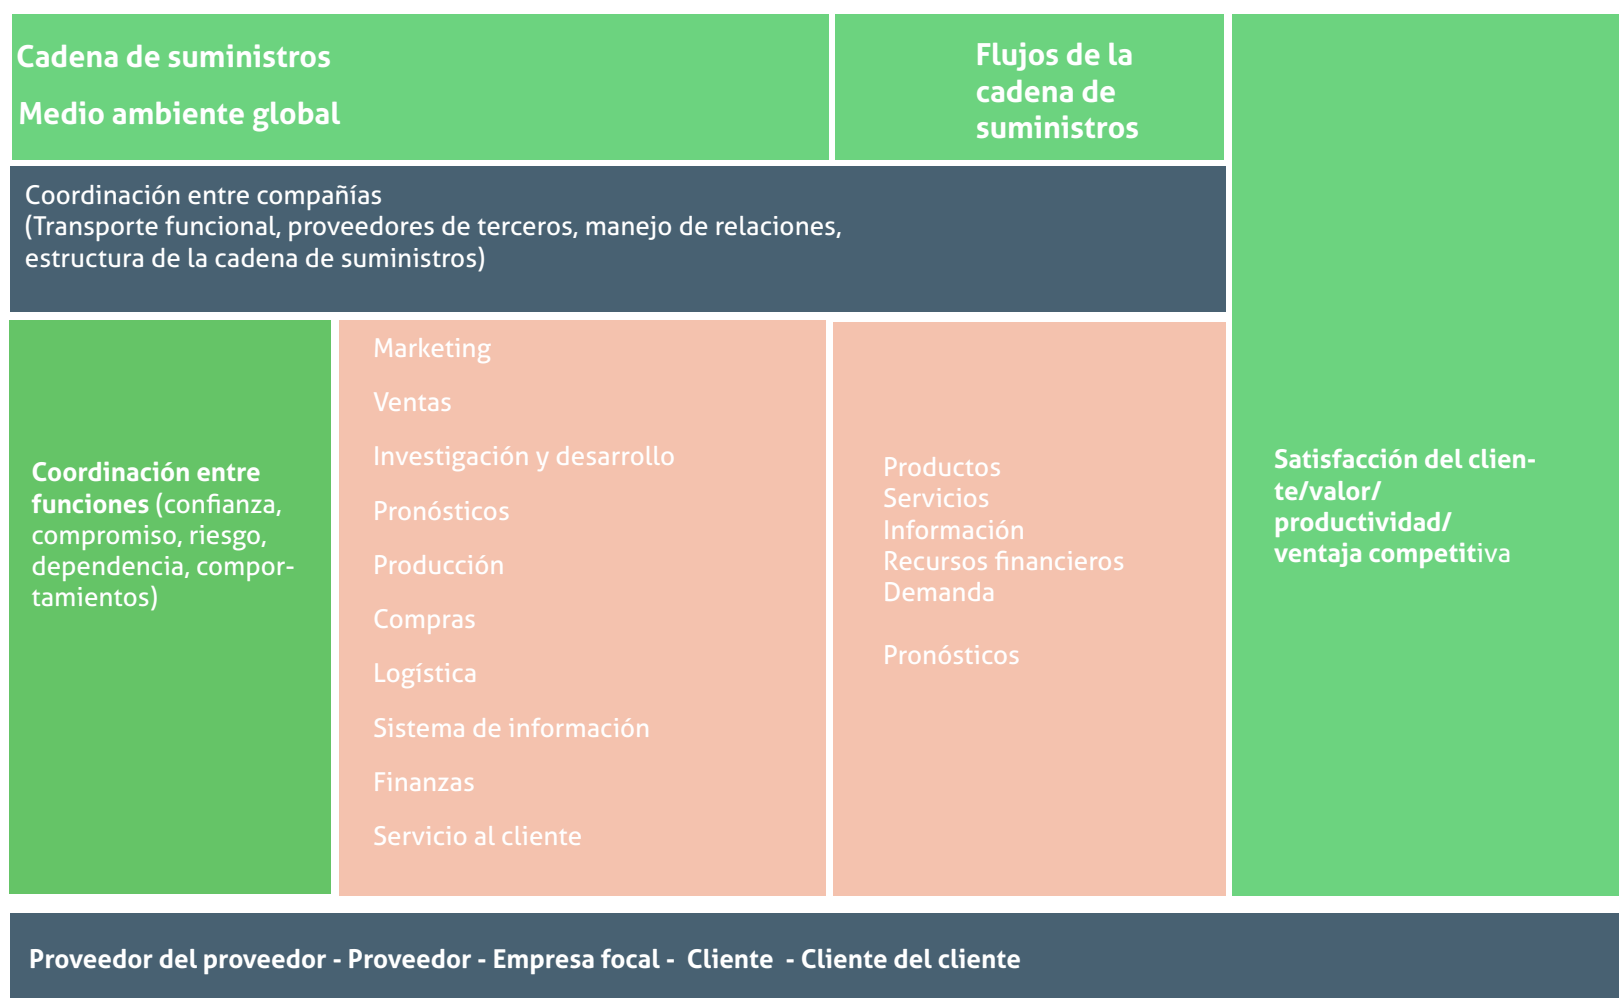 Cadena de suministros
Medio ambiente global
Flujos de la
cadena de
suministros
Coordinación entre compañías
(Transporte funcional, proveedores de terceros, manejo de relaciones,
estructura de la cadena de suministros)
Coordinación entre
funciones (confianza,
compromiso, riesgo,
dependencia, compor-
tamientos)
Marketing
Ventas
Investigación y desarrollo
Pronósticos
Producción
Compras
Logística
Sistema de información
Finanzas
Servicio al cliente
Productos
Servicios
Información
Recursos financieros
Demanda
Pronósticos
Satisfacción del clien-
te/valor/
productividad/
ventaja competitiva
Proveedor del proveedor - Proveedor - Empresa focal - Cliente - Cliente del cliente